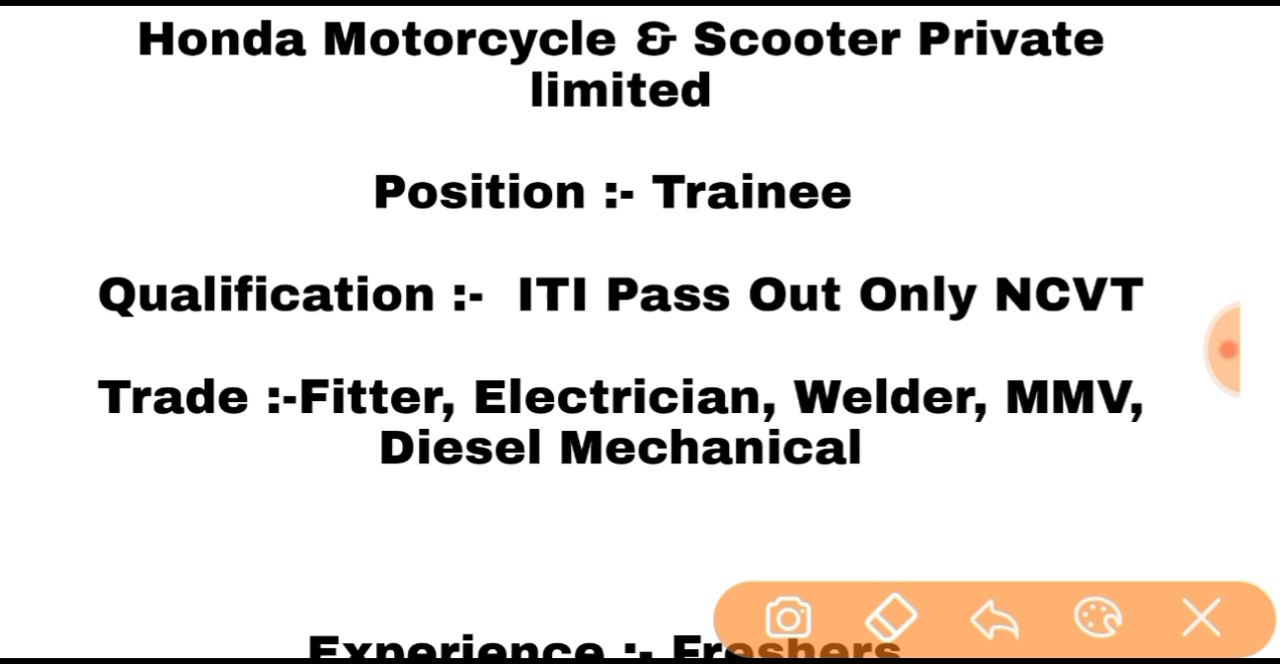 Honda Motorcycle & Scooter Private
limited
Position :- Trainee
Qualification :- ITI Pass Out Only NCVT
Trade :-Fitter, Electrician, Welder, MMV,
Diesel Mechanical
Experience :- Freshers